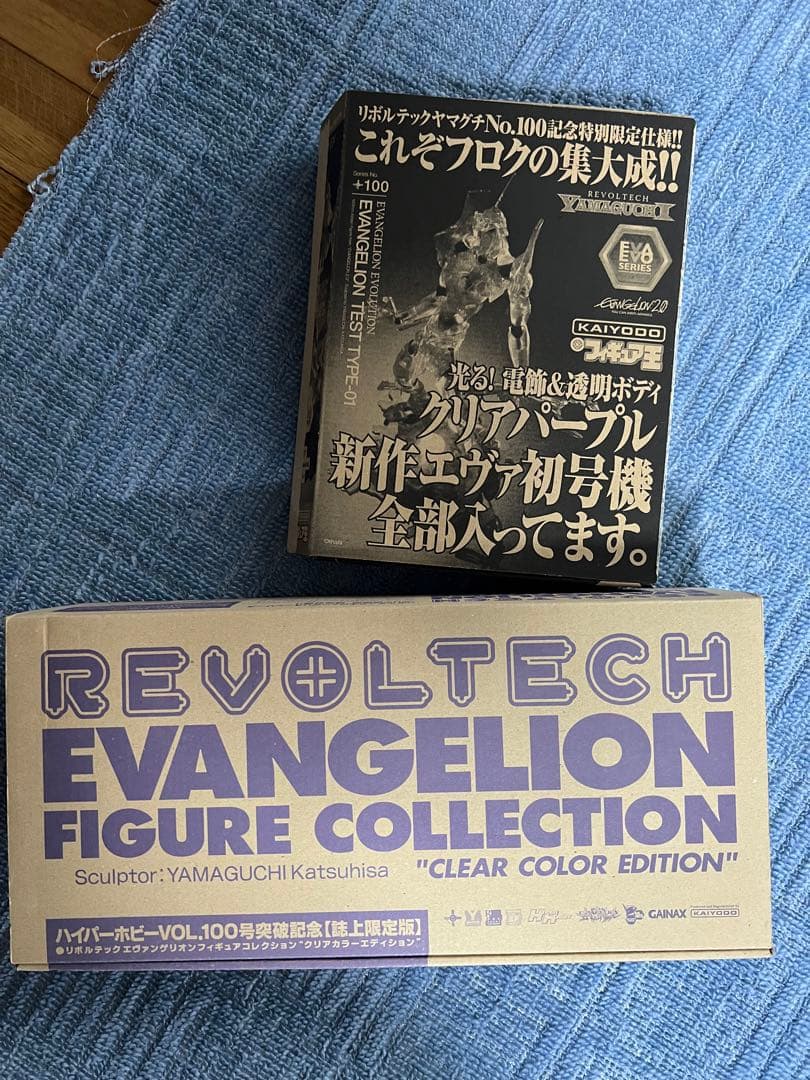 リボルテックヤマグチNo.100記念特別限定仕様!!
これぞフロクの集大成!!
Series No.
100
EVANGELION EVOLUTION
EVANGELION TEST TYPE-01
REVOLTECH
YAMAGUCHI
EVA
EVO
SERIES
EVANGELION 2.0
YOU CAN (NOT) ADVANCE.
KAIYODO
フィギュア王
光る! 電飾&透明ボディ
クリアパープル
新作エヴァ初号機
全部入ってます。
REVOLTECH
EVANGELION
FIGURE COLLECTION
Sculptor:YAMAGUCHI Katsuhisa
"CLEAR COLOR EDITION"
ハイパーホビーVOL.100号突破記念【誌上限定版】
●リボルテックエヴァンゲリオンフィギュアコレクション"クリアカラーエディション"
GAINAX
KAIYODO